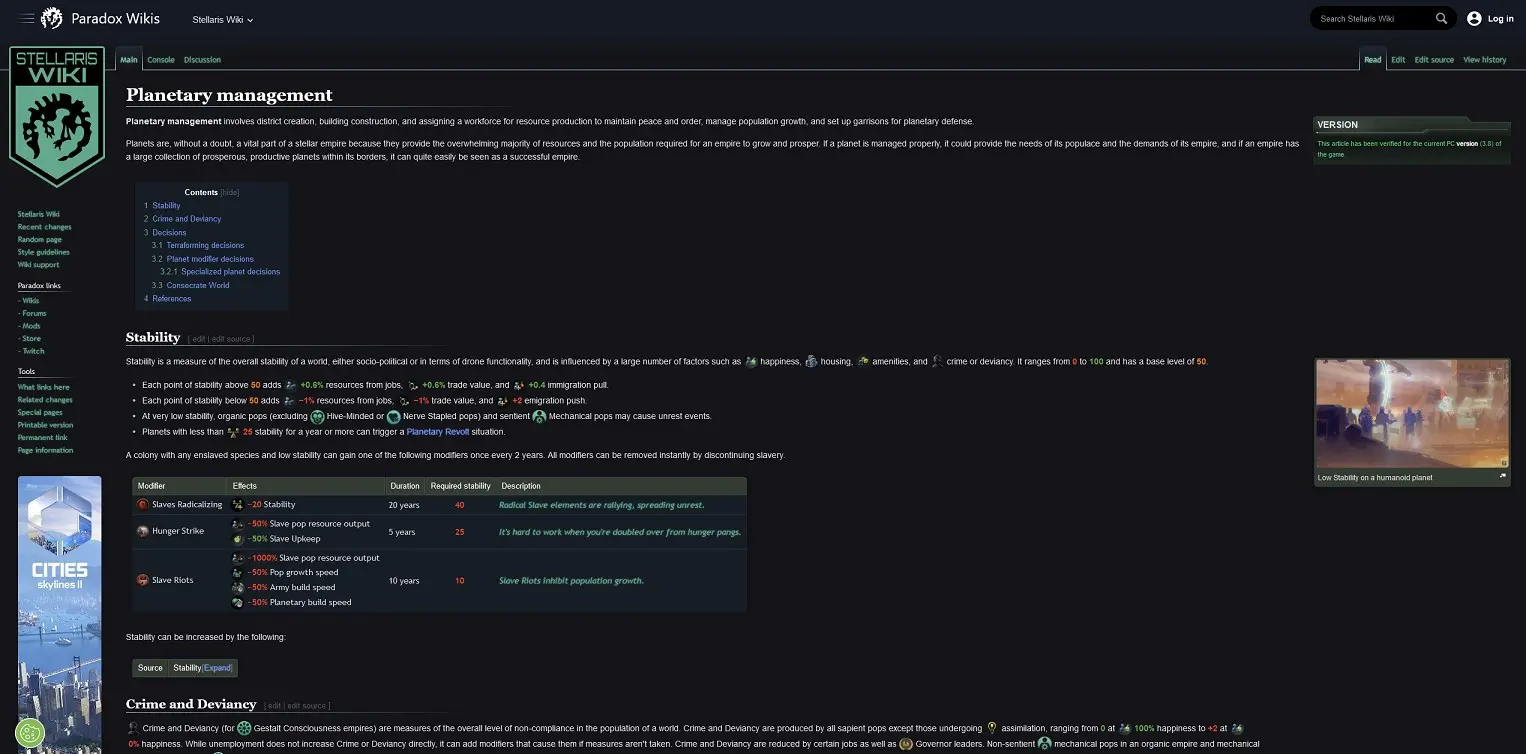 Paradox Wikis
Stellaris Wiki
Search Stellaris Wiki
Log in
STELLARIS
WIKI
Main Console Discussion
Read Edit Edit source View history
Planetary management
Planetary management involves district creation, building construction, and assigning a workforce for resource production to maintain peace and order, manage population growth, and set up garrisons for planetary defense.
Planets are, without a doubt, a vital part of a stellar empire because they provide the overwhelming majority of resources and the population required for an empire to grow and prosper. If a planet is managed properly, it could provide the needs of its populace and the demands of its empire, and if an empire has
a large collection of prosperous, productive planets within its borders, it can quite easily be seen as a successful empire.
VERSION
This article has been verified for the current PC version (3.8) of
the game.
Contents [hide]
1 Stability
2 Crime and Deviancy
3 Decisions
3.1 Terraforming decisions
3.2 Planet modifier decisions
3.2.1 Specialized planet decisions
3.3 Consecrate World
4 References
Stellaris Wiki
Recent changes
Random page
Style guidelines
Wiki support
Paradox links
- Wikis
- Forums
- Mods
- Store
- Twitch
Tools
What links here
Related changes
Special pages
Printable version
Permanent link
Page information
CITIES
skylines II
Stability [ edit | edit source ]
Stability is a measure of the overall stability of a world, either socio-political or in terms of drone functionality, and is influenced by a large number of factors such as happiness, housing, amenities, and crime or deviancy. It ranges from 0 to 100 and has a base level of 50.
• Each point of stability above 50 adds +0.6% resources from jobs, +0.6% trade value, and +0.4 immigration pull.
• Each point of stability below 50 adds −1% resources from jobs, −1% trade value, and +2 emigration push.
• At very low stability, organic pops (excluding Hive-Minded or Nerve Stapled pops) and sentient Mechanical pops may cause unrest events.
• Planets with less than 25 stability for a year or more can trigger a Planetary Revolt situation.
Low Stability on a humanoid planet
A colony with any enslaved species and low stability can gain one of the following modifiers once every 2 years. All modifiers can be removed instantly by discontinuing slavery.
Modifier Effects Duration Required stability Description
Slaves Radicalizing −20 Stability 20 years 40 Radical Slave elements are rallying, spreading unrest.
Hunger Strike −50% Slave pop resource output 5 years 25 It's hard to work when you're doubled over from hunger pangs.
−50% Slave Upkeep
Slave Riots −1000% Slave pop resource output 10 years 10 Slave Riots inhibit population growth.
−50% Pop growth speed
−50% Army build speed
−50% Planetary build speed
Stability can be increased by the following:
Source Stability[Expand]
Crime and Deviancy [ edit | edit source ]
Crime and Deviancy (for Gestalt Consciousness empires) are measures of the overall level of non-compliance in the population of a world. Crime and Deviancy are produced by all sapient pops except those undergoing assimilation, ranging from 0 at 100% happiness to +2 at
0% happiness. While unemployment does not increase Crime or Deviancy directly, it can add modifiers that cause them if measures aren't taken. Crime and Deviancy are reduced by certain jobs as well as Governor leaders. Non-sentient mechanical pops in an organic empire and mechanical